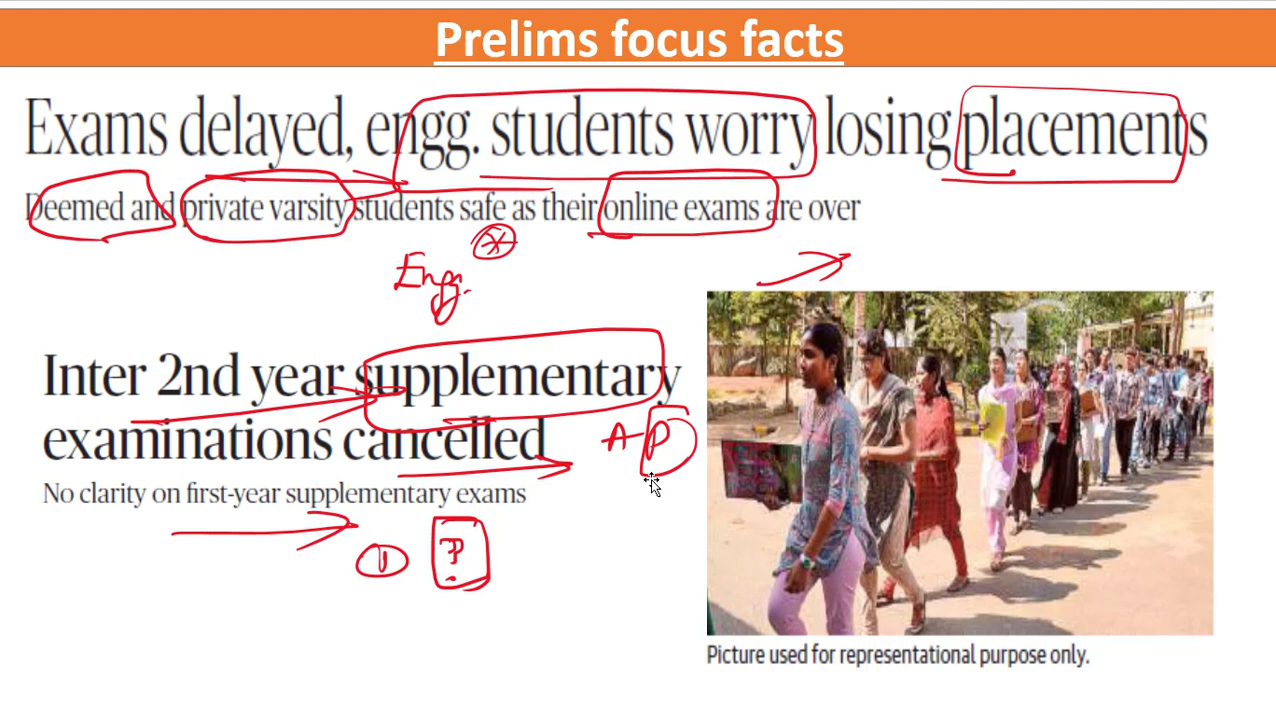 Prelims focus facts
Exams delayed, engg. students worry losing placements
Deemed and private varsity students safe as their online exams are over
Eng.
Inter 2nd year supplementary
examinations cancelled
A P
No clarity on first-year supplementary exams
1 ?
Picture used for representational purpose only.